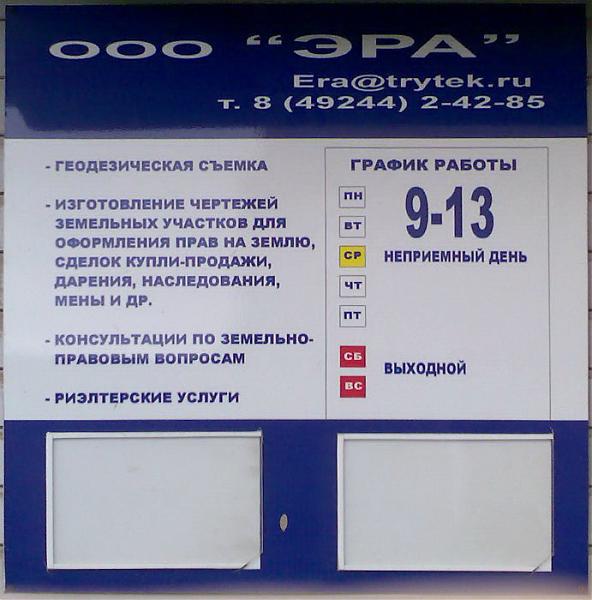 ООО “ЭРА”
Era@trytek.ru
т. 8 (49244) 2-42-85
- ГЕОДЕЗИЧЕСКАЯ СЪЕМКА
- ИЗГОТОВЛЕНИЕ ЧЕРТЕЖЕЙ
ЗЕМЕЛЬНЫХ УЧАСТКОВ ДЛЯ
ОФОРМЛЕНИЯ ПРАВ НА ЗЕМЛЮ,
СДЕЛОК КУПЛИ-ПРОДАЖИ,
ДАРЕНИЯ, НАСЛЕДОВАНИЯ,
МЕНЫ И ДР.
- КОНСУЛЬТАЦИИ ПО ЗЕМЕЛЬНО-
ПРАВОВЫМ ВОПРОСАМ
- РИЭЛТЕРСКИЕ УСЛУГИ
ГРАФИК РАБОТЫ
ПН
9-13
ВТ
СР НЕПРИЕМНЫЙ ДЕНЬ
ЧТ
ПТ
СБ
ВЫХОДНОЙ
ВС